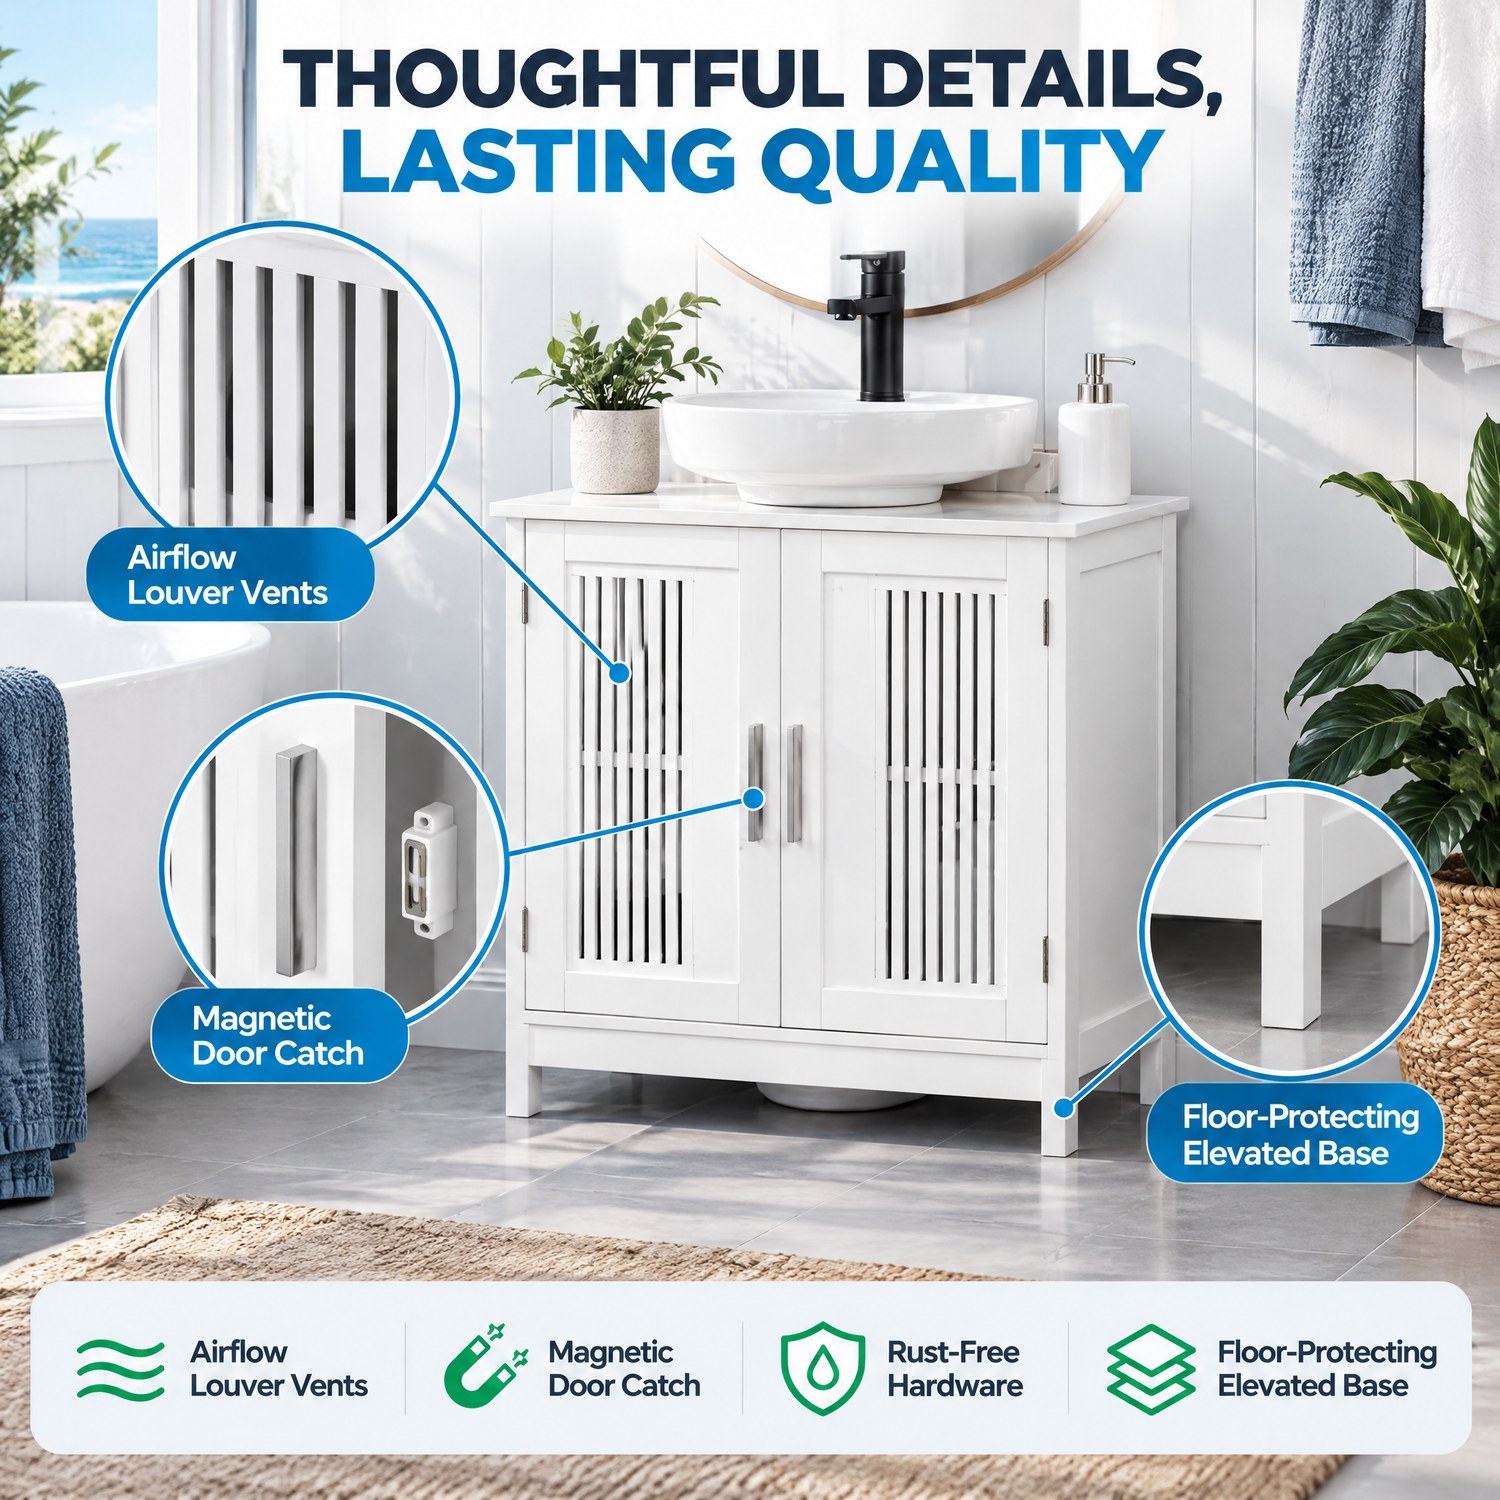 THOUGHTFUL DETAILS,
LASTING QUALITY
Airflow
Louver Vents
Magnetic
Door Catch
Floor-Protecting
Elevated Base
Airflow
Louver Vents
Magnetic
Door Catch
Rust-Free
Hardware
Floor-Protecting
Elevated Base